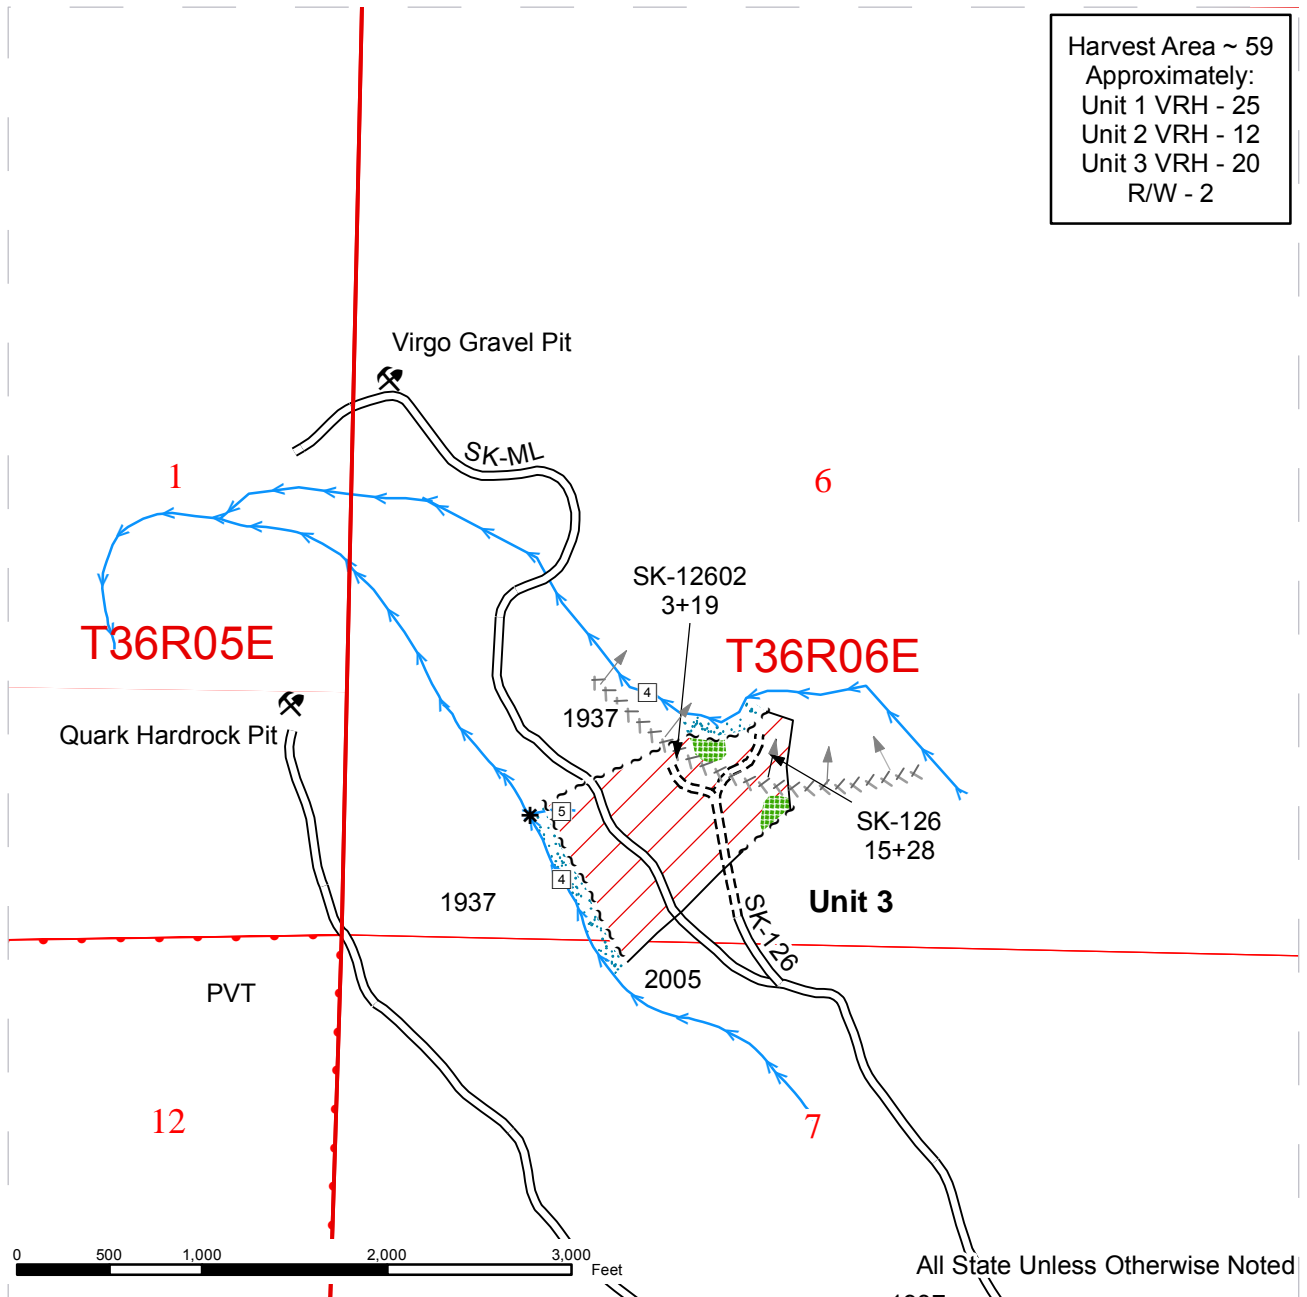 Harvest Area ~ 59
Approximately:
Unit 1 VRH - 25
Unit 2 VRH - 12
Unit 3 VRH - 20
R/W - 2
Virgo Gravel Pit
SK-ML
1
6
SK-12602
3+19
T36R05E
T36R06E
4
1937
Quark Hardrock Pit
5
SK-126
15+28
4
1937
Unit 3
SK-126
2005
PVT
12
7
0 500 1,000 2,000 3,000
Feet
All State Unless Otherwise Noted